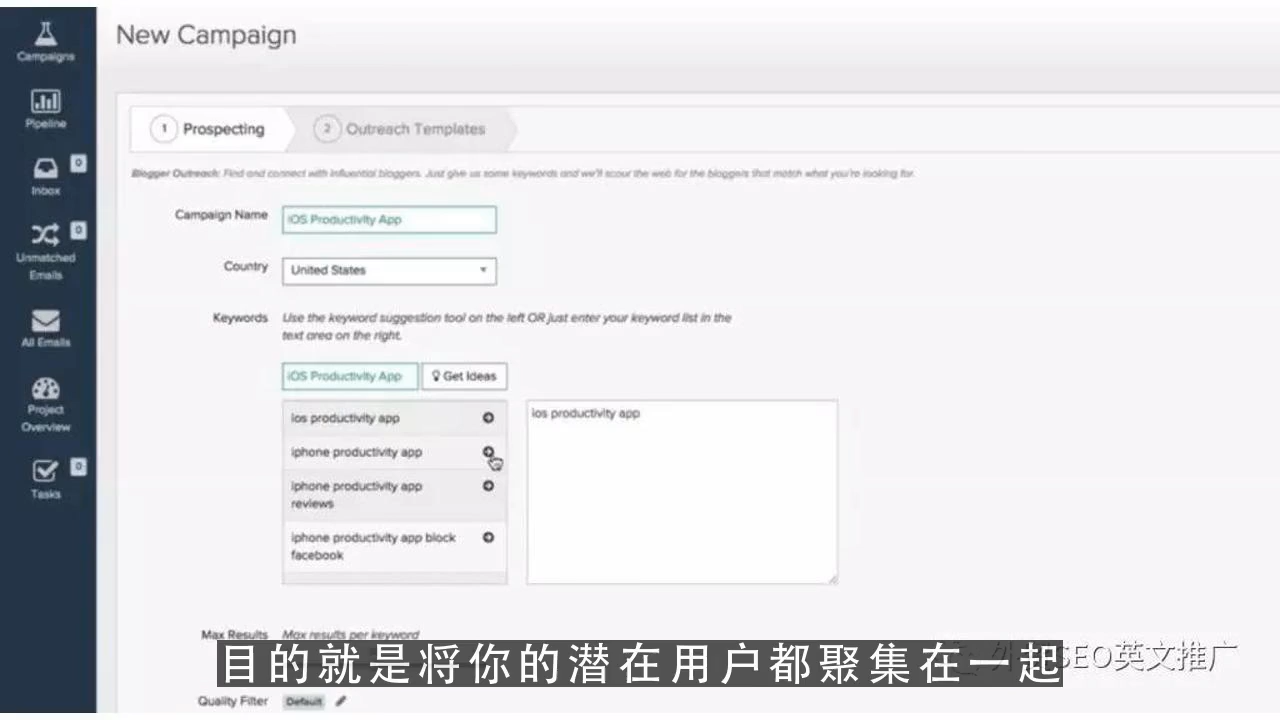 New Campaign
Campaigns
Pipeline
0
Inbox
0
Unmatched
Emails
All Emails
Project
Overview
0
Tasks
1 Prospecting
2 Outreach Templates
Blogger Outreach: Find and connect with influential bloggers. Just give us some keywords and we'll scour the web for the bloggers that match what you're looking for.
Campaign Name
iOS Productivity App
Country
United States
Keywords
Use the keyword suggestion tool on the left OR just enter your keyword list in the
text area on the right.
iOS Productivity App
Get Ideas
ios productivity app
iphone productivity app
iphone productivity app
reviews
iphone productivity app block
facebook
ios productivity app
Max Results
Max results per keyword
目的就是将你的潜在用户都聚集在一起
SEO英文推广
Quality Filter
Default